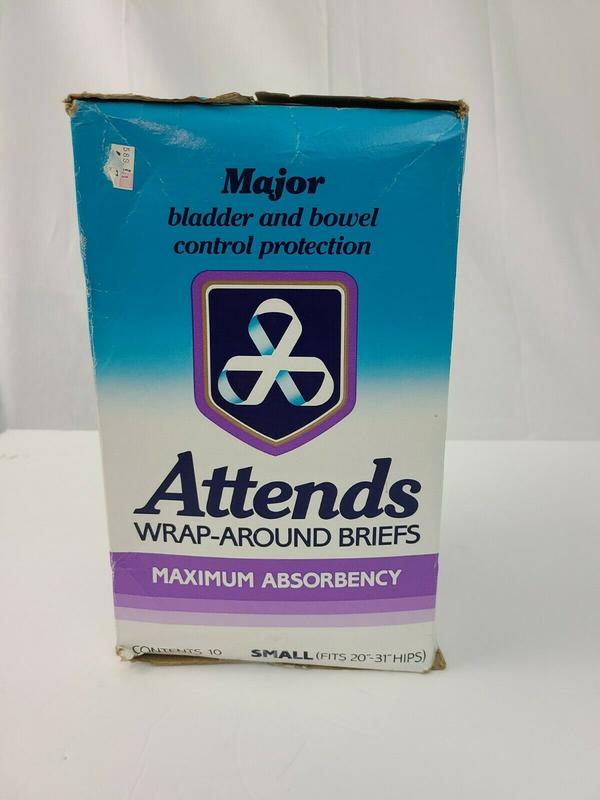 Major
bladder and bowel
control protection
Attends
WRAP-AROUND BRIEFS
MAXIMUM ABSORBENCY
CONTENTS 10 SMALL (FITS 20"-31" HIPS)